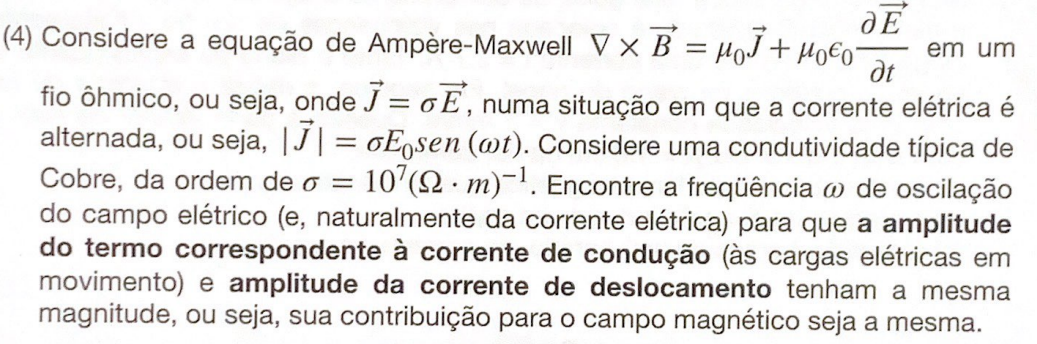 (4) Considere a equação de Ampère-Maxwell $\nabla \times \overrightarrow{B} = \mu_0 \vec{J} + \mu_0 \epsilon_0 \dfrac{\partial \overrightarrow{E}}{\partial t}$ em um
fio ôhmico, ou seja, onde $\vec{J} = \sigma \overrightarrow{E}$, numa situação em que a corrente elétrica é
alternada, ou seja, $|\vec{J}| = \sigma E_0 sen (\omega t)$. Considere uma condutividade típica de
Cobre, da ordem de $\sigma = 10^7 (\Omega \cdot m)^{-1}$. Encontre a freqüência $\omega$ de oscilação
do campo elétrico (e, naturalmente da corrente elétrica) para que a amplitude
do termo correspondente à corrente de condução (às cargas elétricas em
movimento) e amplitude da corrente de deslocamento tenham a mesma
magnitude, ou seja, sua contribuição para o campo magnético seja a mesma.